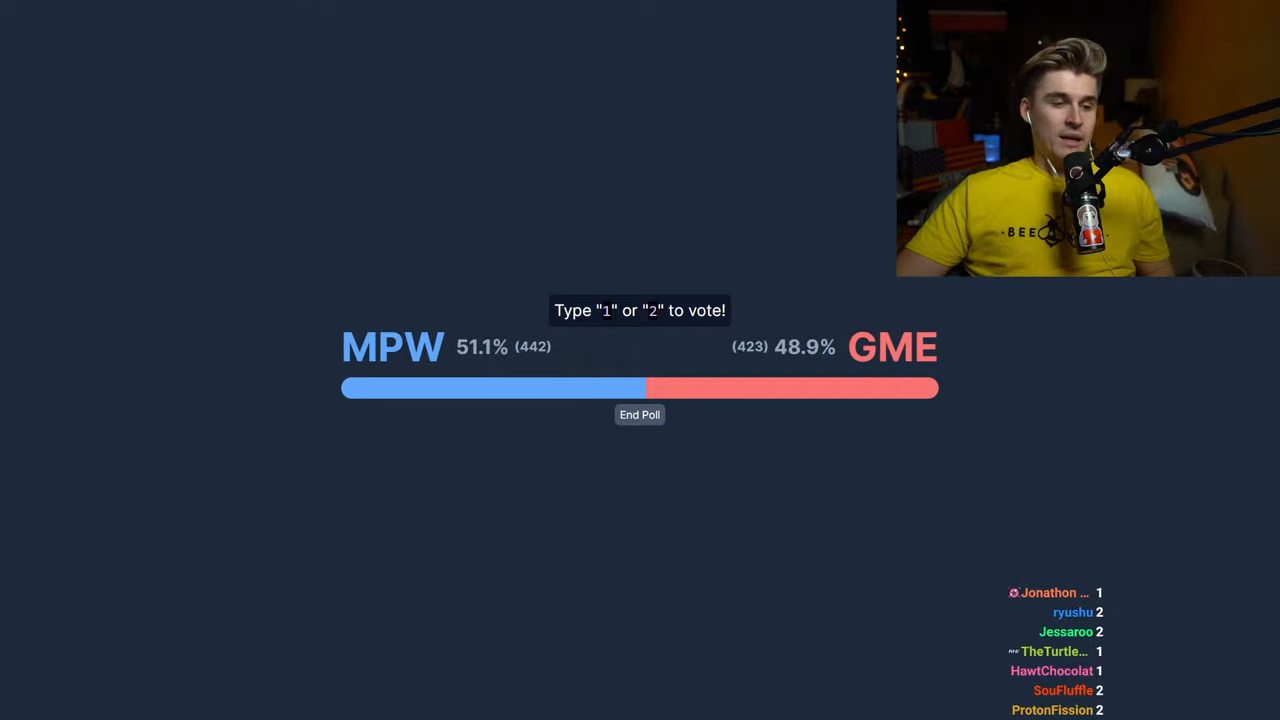 BEE
Type "1" or "2" to vote!
MPW 51.1% (442) (423) 48.9% GME
End Poll
Jonathon ... 1
ryushu 2
Jessaroo 2
TheTurtle... 1
HawtChocolat 1
SouFluffle 2
ProtonFission 2